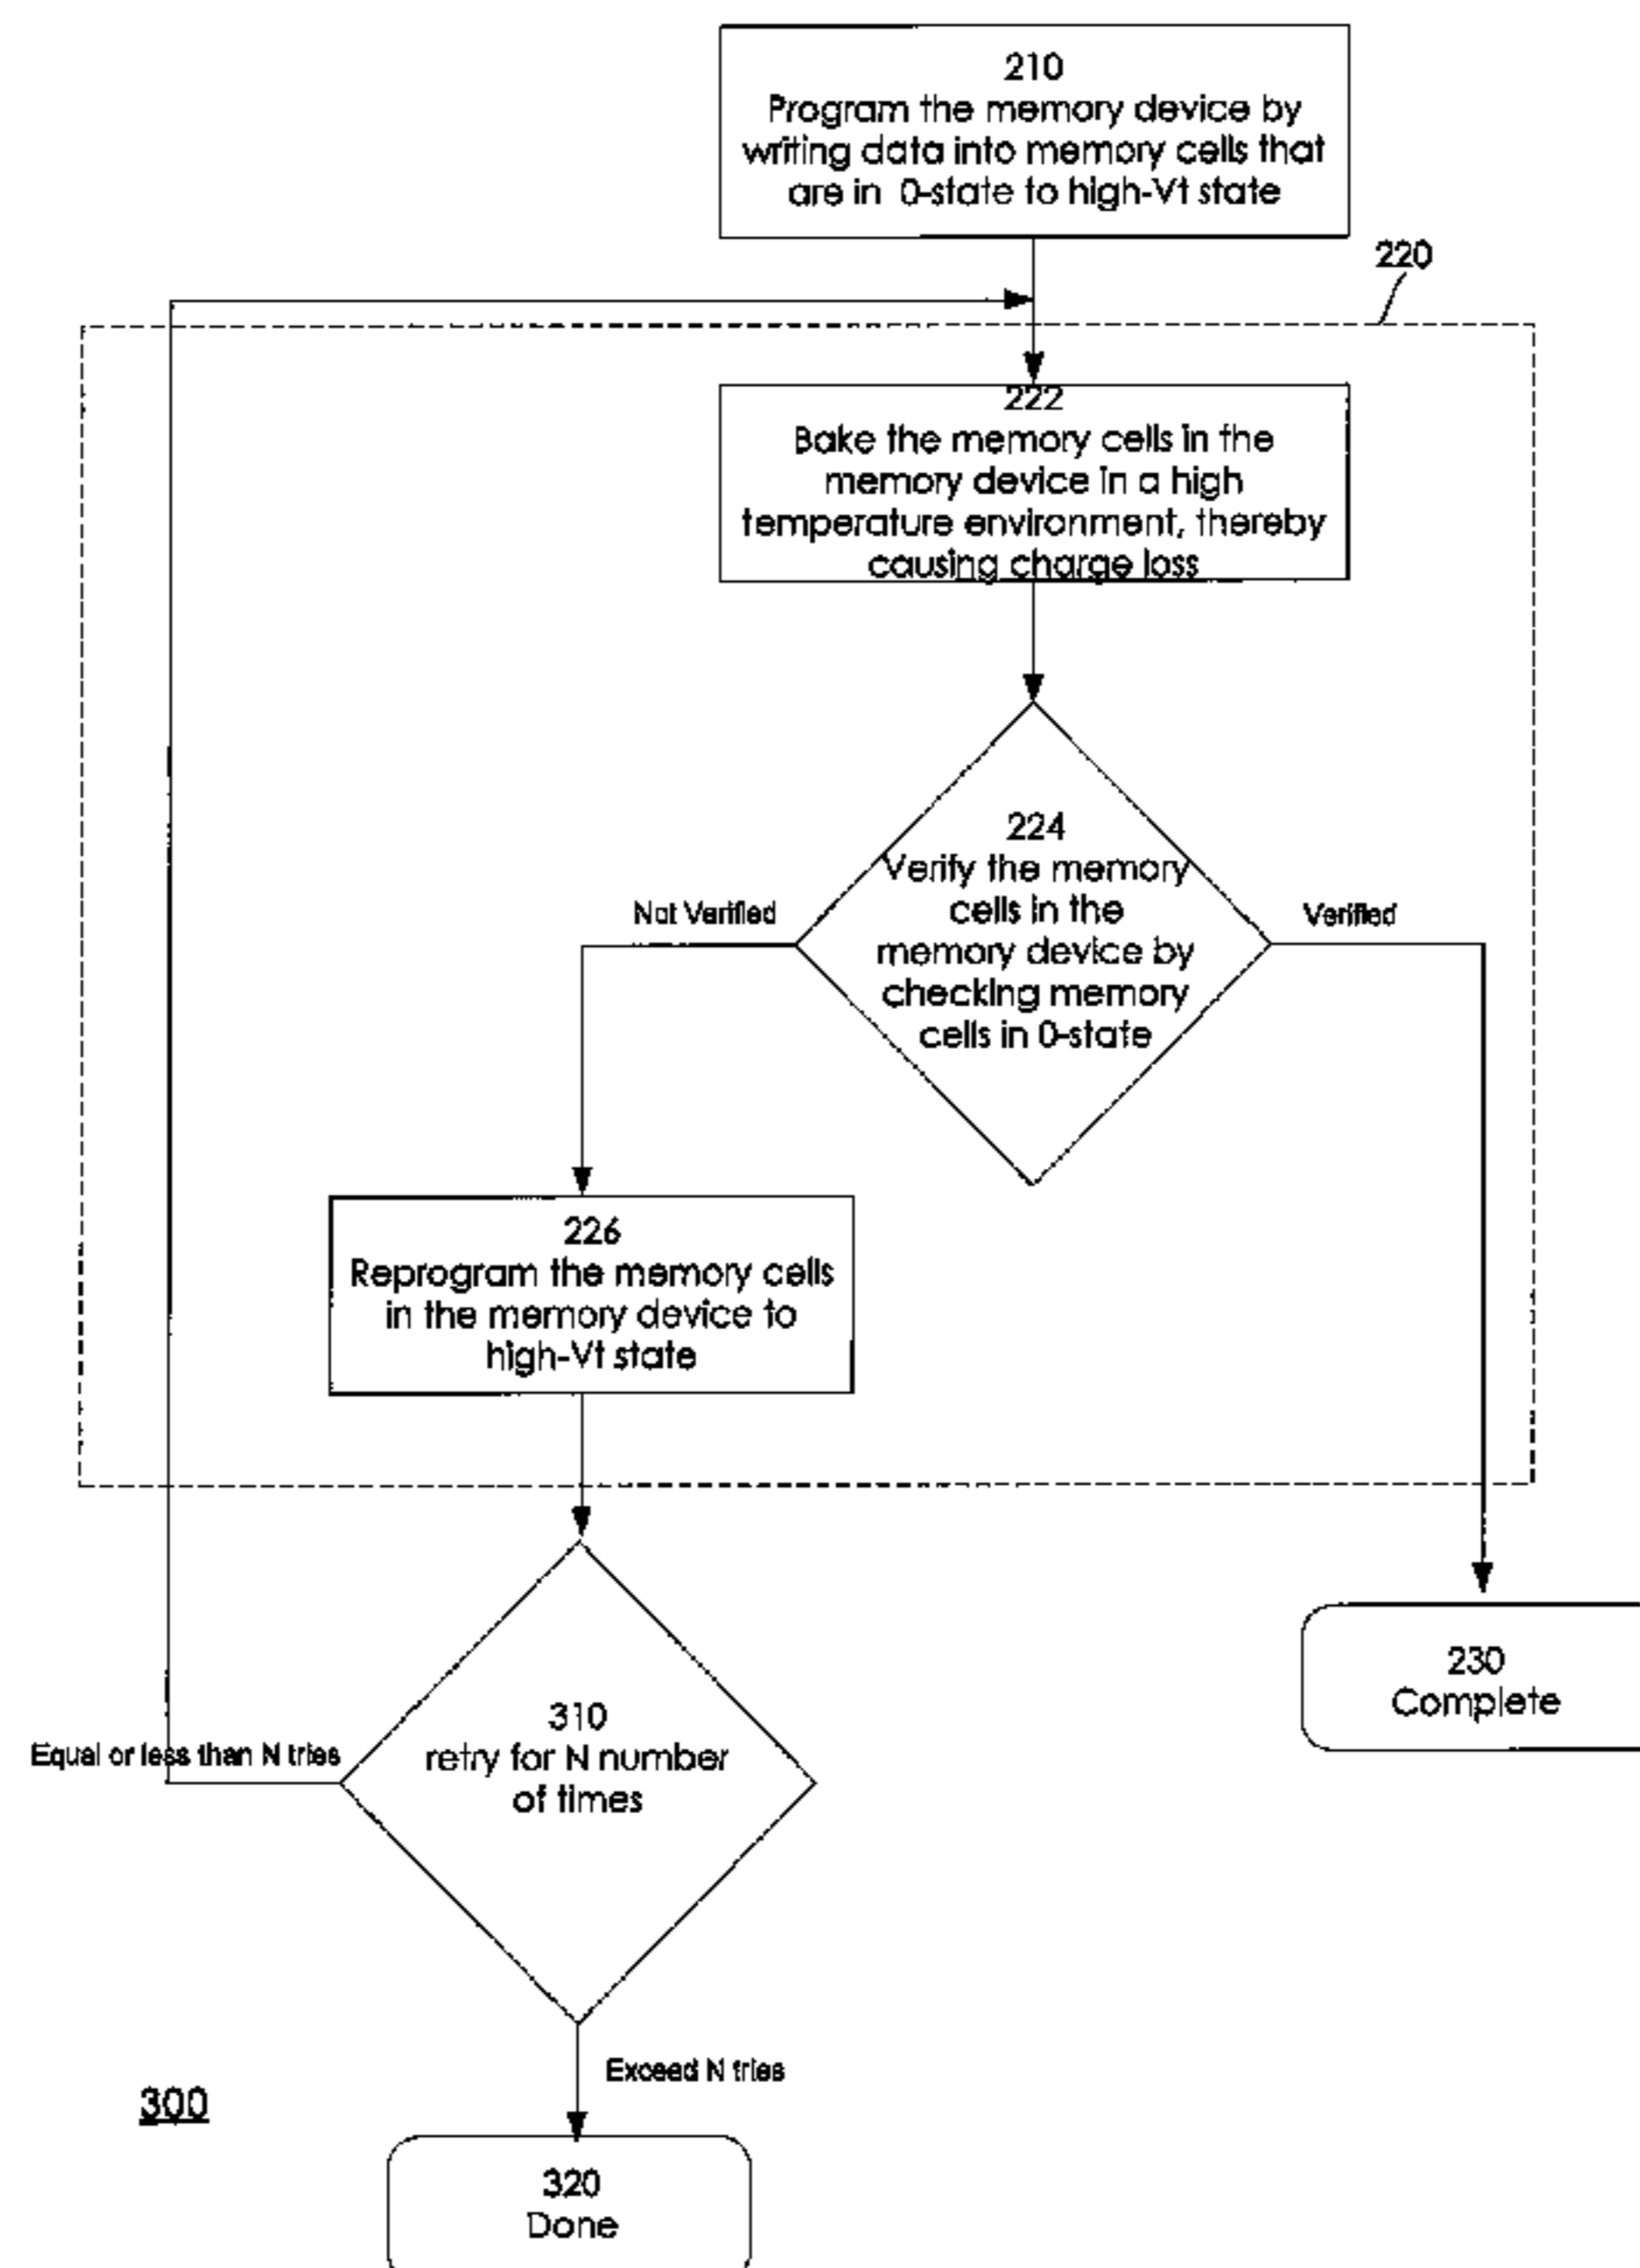 210
Program the memory device by
writing data into memory cells that
are in 0-state to high-Vt state
220
222
Bake the memory cells in the
memory device in a high
temperature environment, thereby
causing charge loss
224
Verify the memory
cells in the
memory device by
checking memory
cells in 0-state
Not Verified
Verified
226
Reprogram the memory cells
in the memory device to
high-Vt state
310
retry for N number
of times
Equal or less than N tries
230
Complete
Exceed N tries
300
320
Done